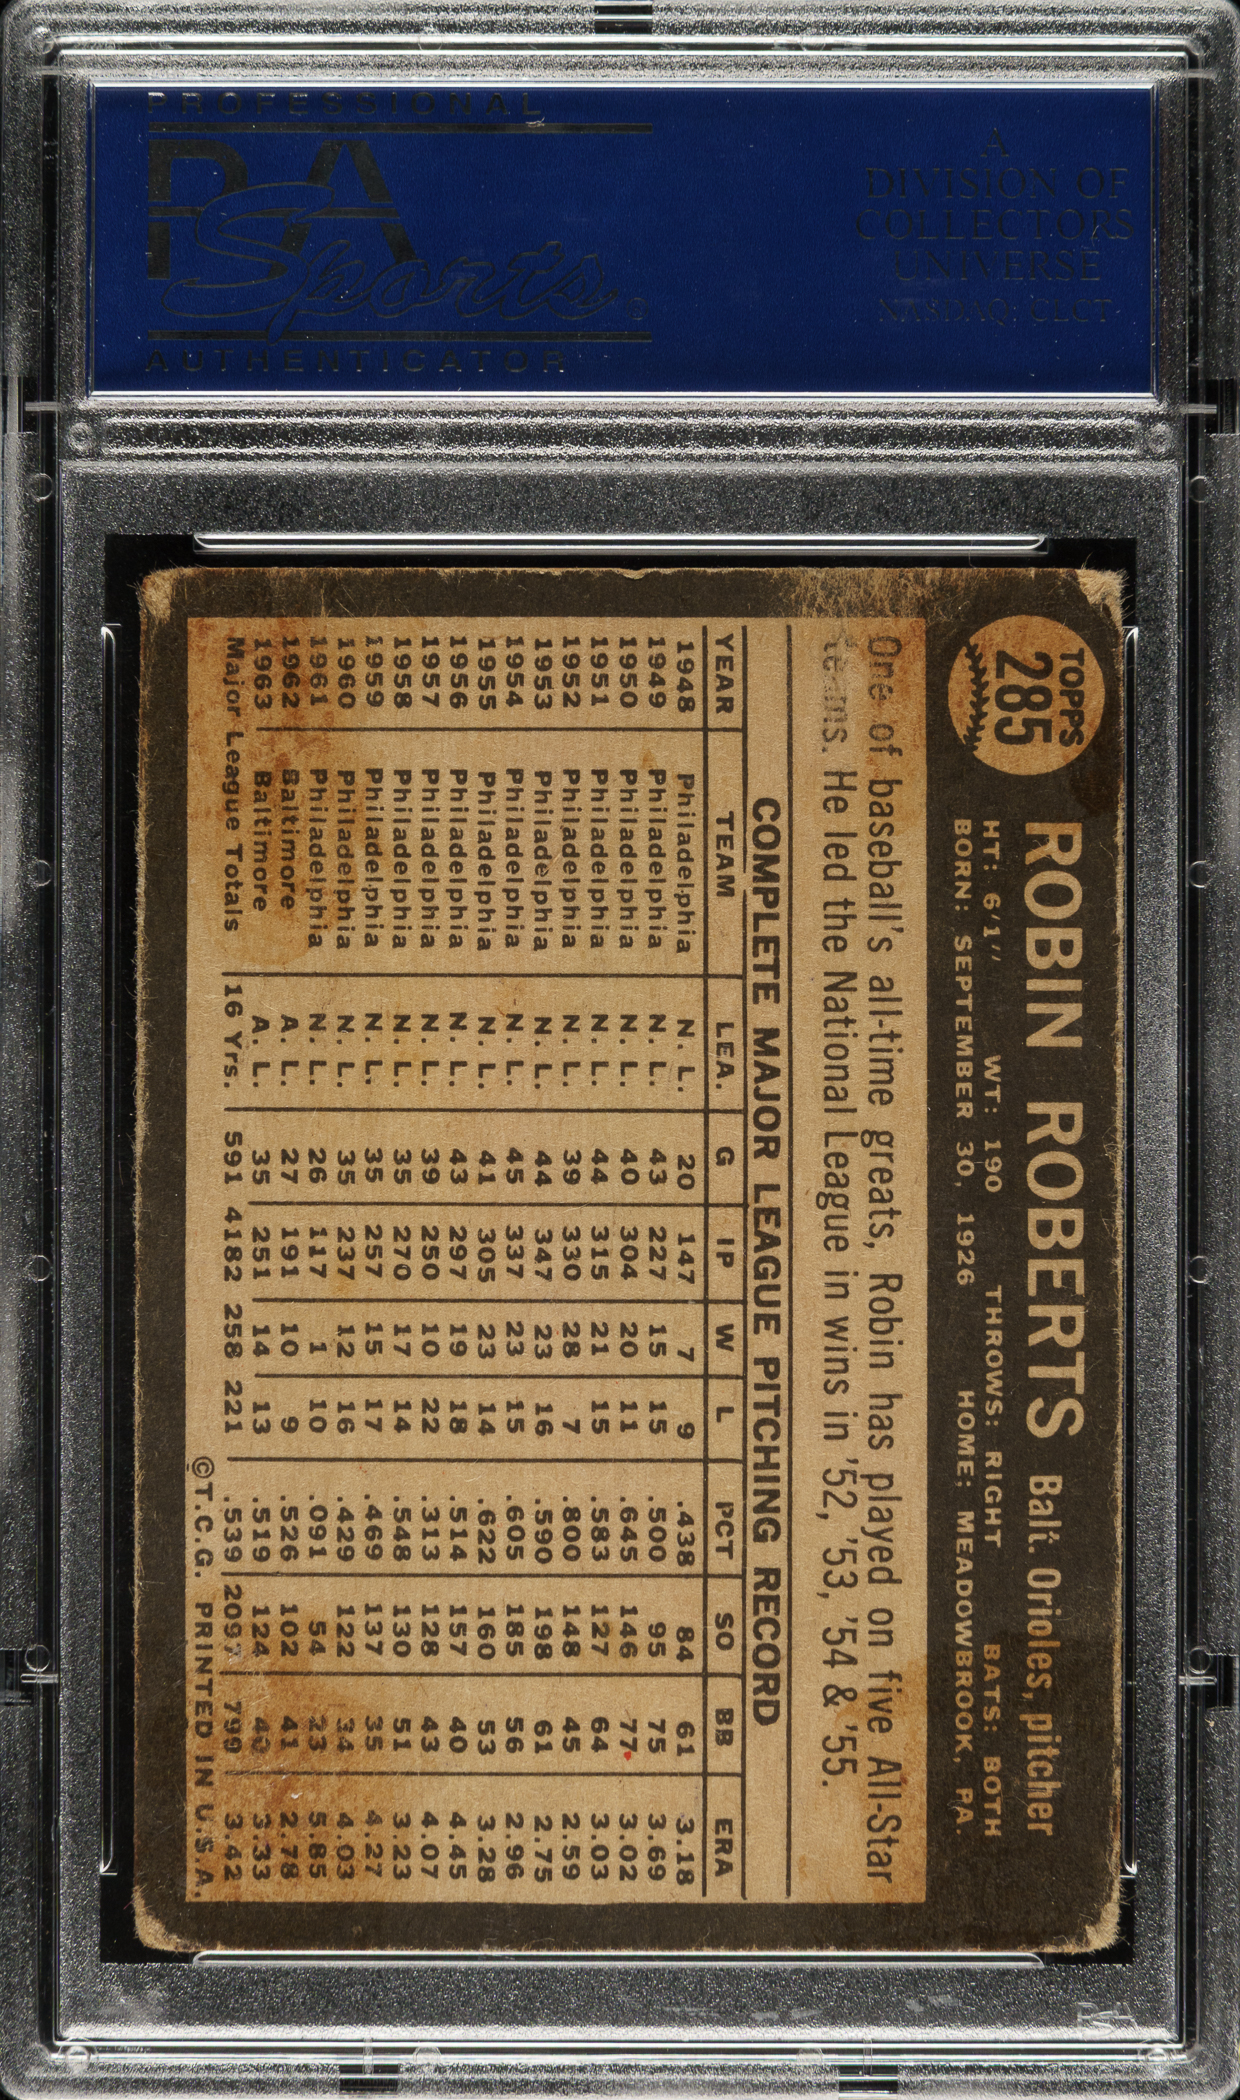 PROFESSIONAL
PSA
Sports®
AUTHENTICATOR
A
DIVISION OF
COLLECTORS
UNIVERSE
NASDAQ: CLCT
TOPPS
285
ROBIN ROBERTS Balt. Orioles, pitcher
HT: 6'1" WT: 190 THROWS: RIGHT BATS: BOTH
BORN: SEPTEMBER 30, 1926 HOME: MEADOWBROOK, PA.
One of baseball's all-time greats, Robin has played on five All-Star
teams. He led the National League in wins in '52, '53, '54 & '55.
COMPLETE MAJOR LEAGUE PITCHING RECORD
YEAR TEAM LEA. G IP W L PCT SO BB ERA
1948 Philadelphia N. L. 20 147 7 9 .438 84 61 3.18
1949 Philadelphia N. L. 43 227 15 15 .500 95 75 3.69
1950 Philadelphia N. L. 40 304 20 11 .645 146 77 3.02
1951 Philadelphia N. L. 44 315 21 15 .583 127 64 3.03
1952 Philadelphia N. L. 39 330 28 7 .800 148 45 2.59
1953 Philadelphia N. L. 44 347 23 16 .590 198 61 2.75
1954 Philadelphia N. L. 45 337 23 15 .605 185 56 2.96
1955 Philadelphia N. L. 41 305 23 14 .622 160 53 3.28
1956 Philadelphia N. L. 43 297 19 18 .514 157 40 4.45
1957 Philadelphia N. L. 39 250 10 22 .313 128 43 4.07
1958 Philadelphia N. L. 35 270 17 14 .548 130 51 3.23
1959 Philadelphia N. L. 35 257 15 17 .469 137 35 4.27
1960 Philadelphia N. L. 35 237 12 16 .429 122 34 4.03
1961 Philadelphia N. L. 26 117 1 10 .091 54 23 5.85
1962 Baltimore A. L. 27 191 10 9 .526 102 41 2.78
1963 Baltimore A. L. 35 251 14 13 .519 124 40 3.33
Major League Totals 16 Yrs. 591 4182 258 221 .539 2097 799 3.42
©T.C.G. PRINTED IN U.S.A.
PSA